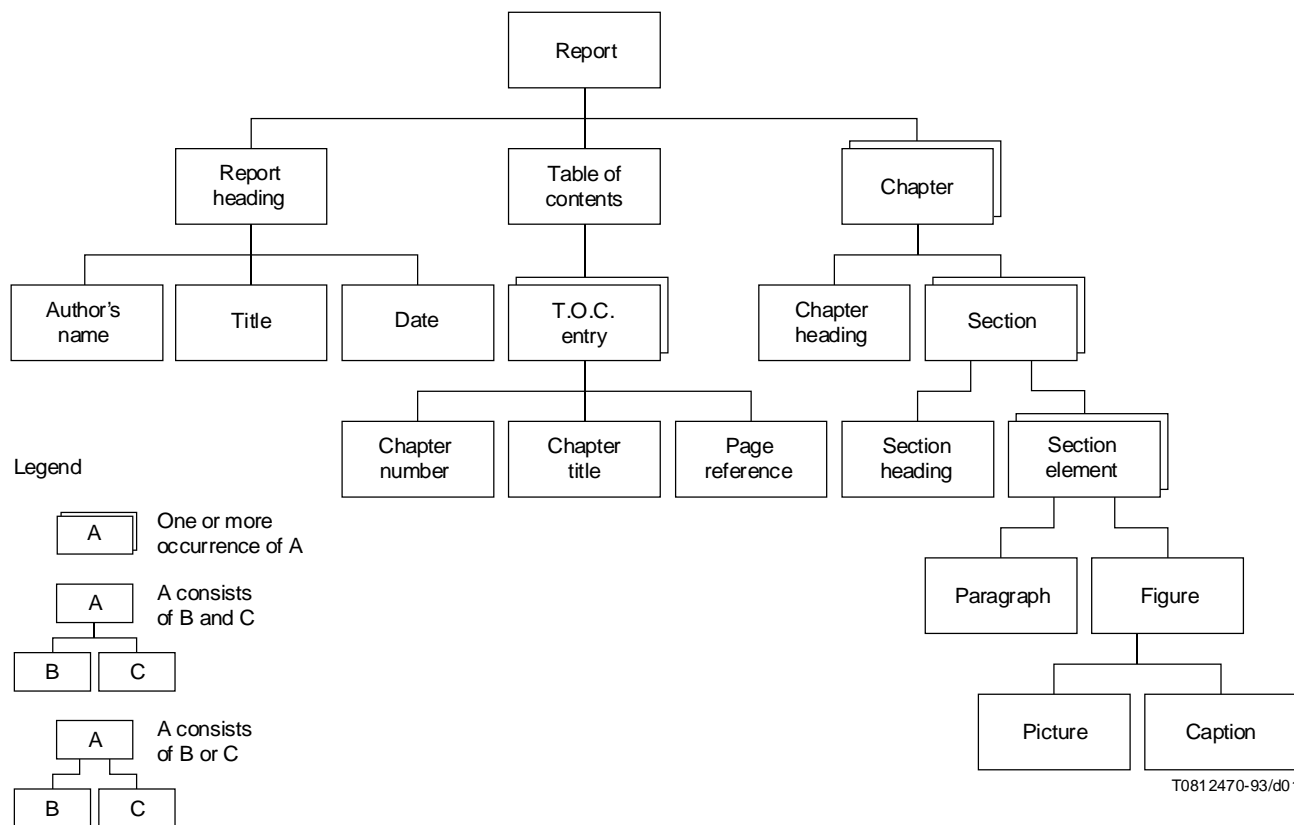 Report
Report
heading
Table of
contents
Chapter
Author's
name
Title
Date
T.O.C.
entry
Chapter
heading
Section
Chapter
number
Chapter
title
Page
reference
Section
heading
Section
element
Paragraph
Figure
Picture
Caption
Legend
A
One or more
occurrence of A
A
A consists
of B and C
B
C
A
A consists
of B or C
B
C